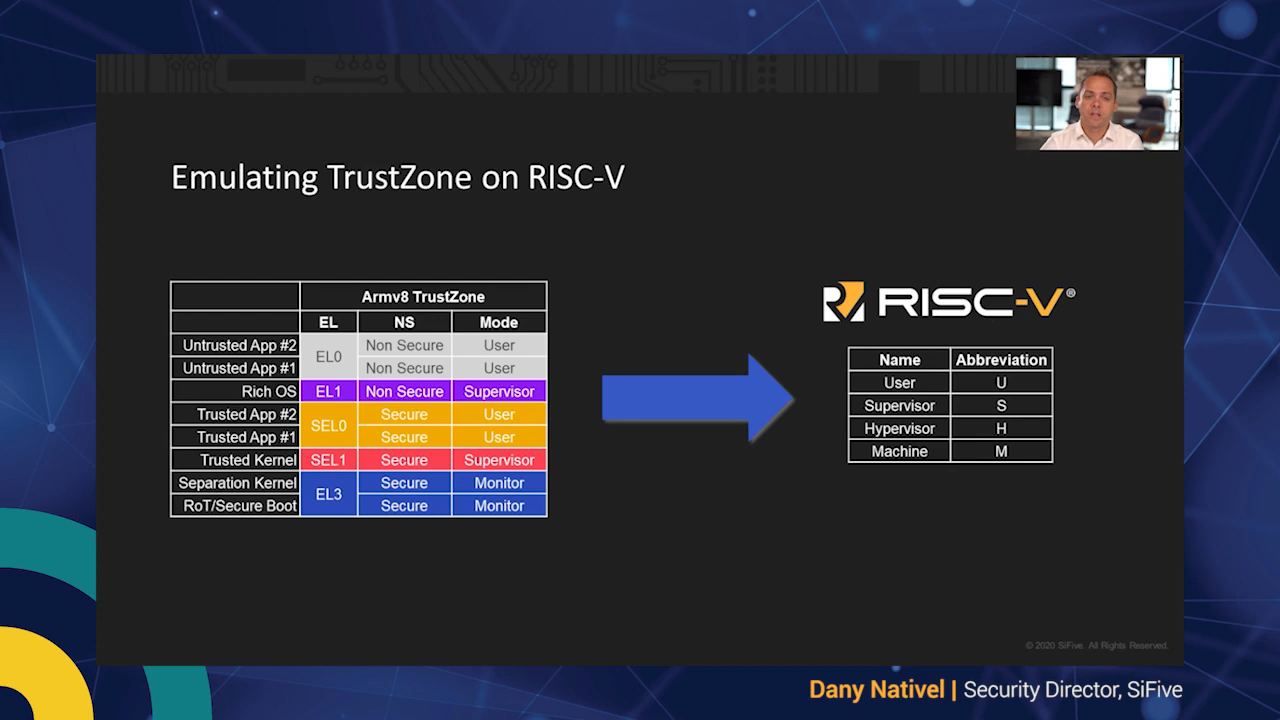 Emulating TrustZone on RISC-V
Armv8 TrustZone
EL NS Mode
Untrusted App #2 EL0 Non Secure User
Untrusted App #1 Non Secure User
Rich OS EL1 Non Secure Supervisor
Trusted App #2 SEL0 Secure User
Trusted App #1 Secure User
Trusted Kernel SEL1 Secure Supervisor
Separation Kernel EL3 Secure Monitor
RoT/Secure Boot Secure Monitor
RISC-V®
Name Abbreviation
User U
Supervisor S
Hypervisor H
Machine M
© 2020 SiFive. All Rights Reserved.
Dany Nativel | Security Director, SiFive